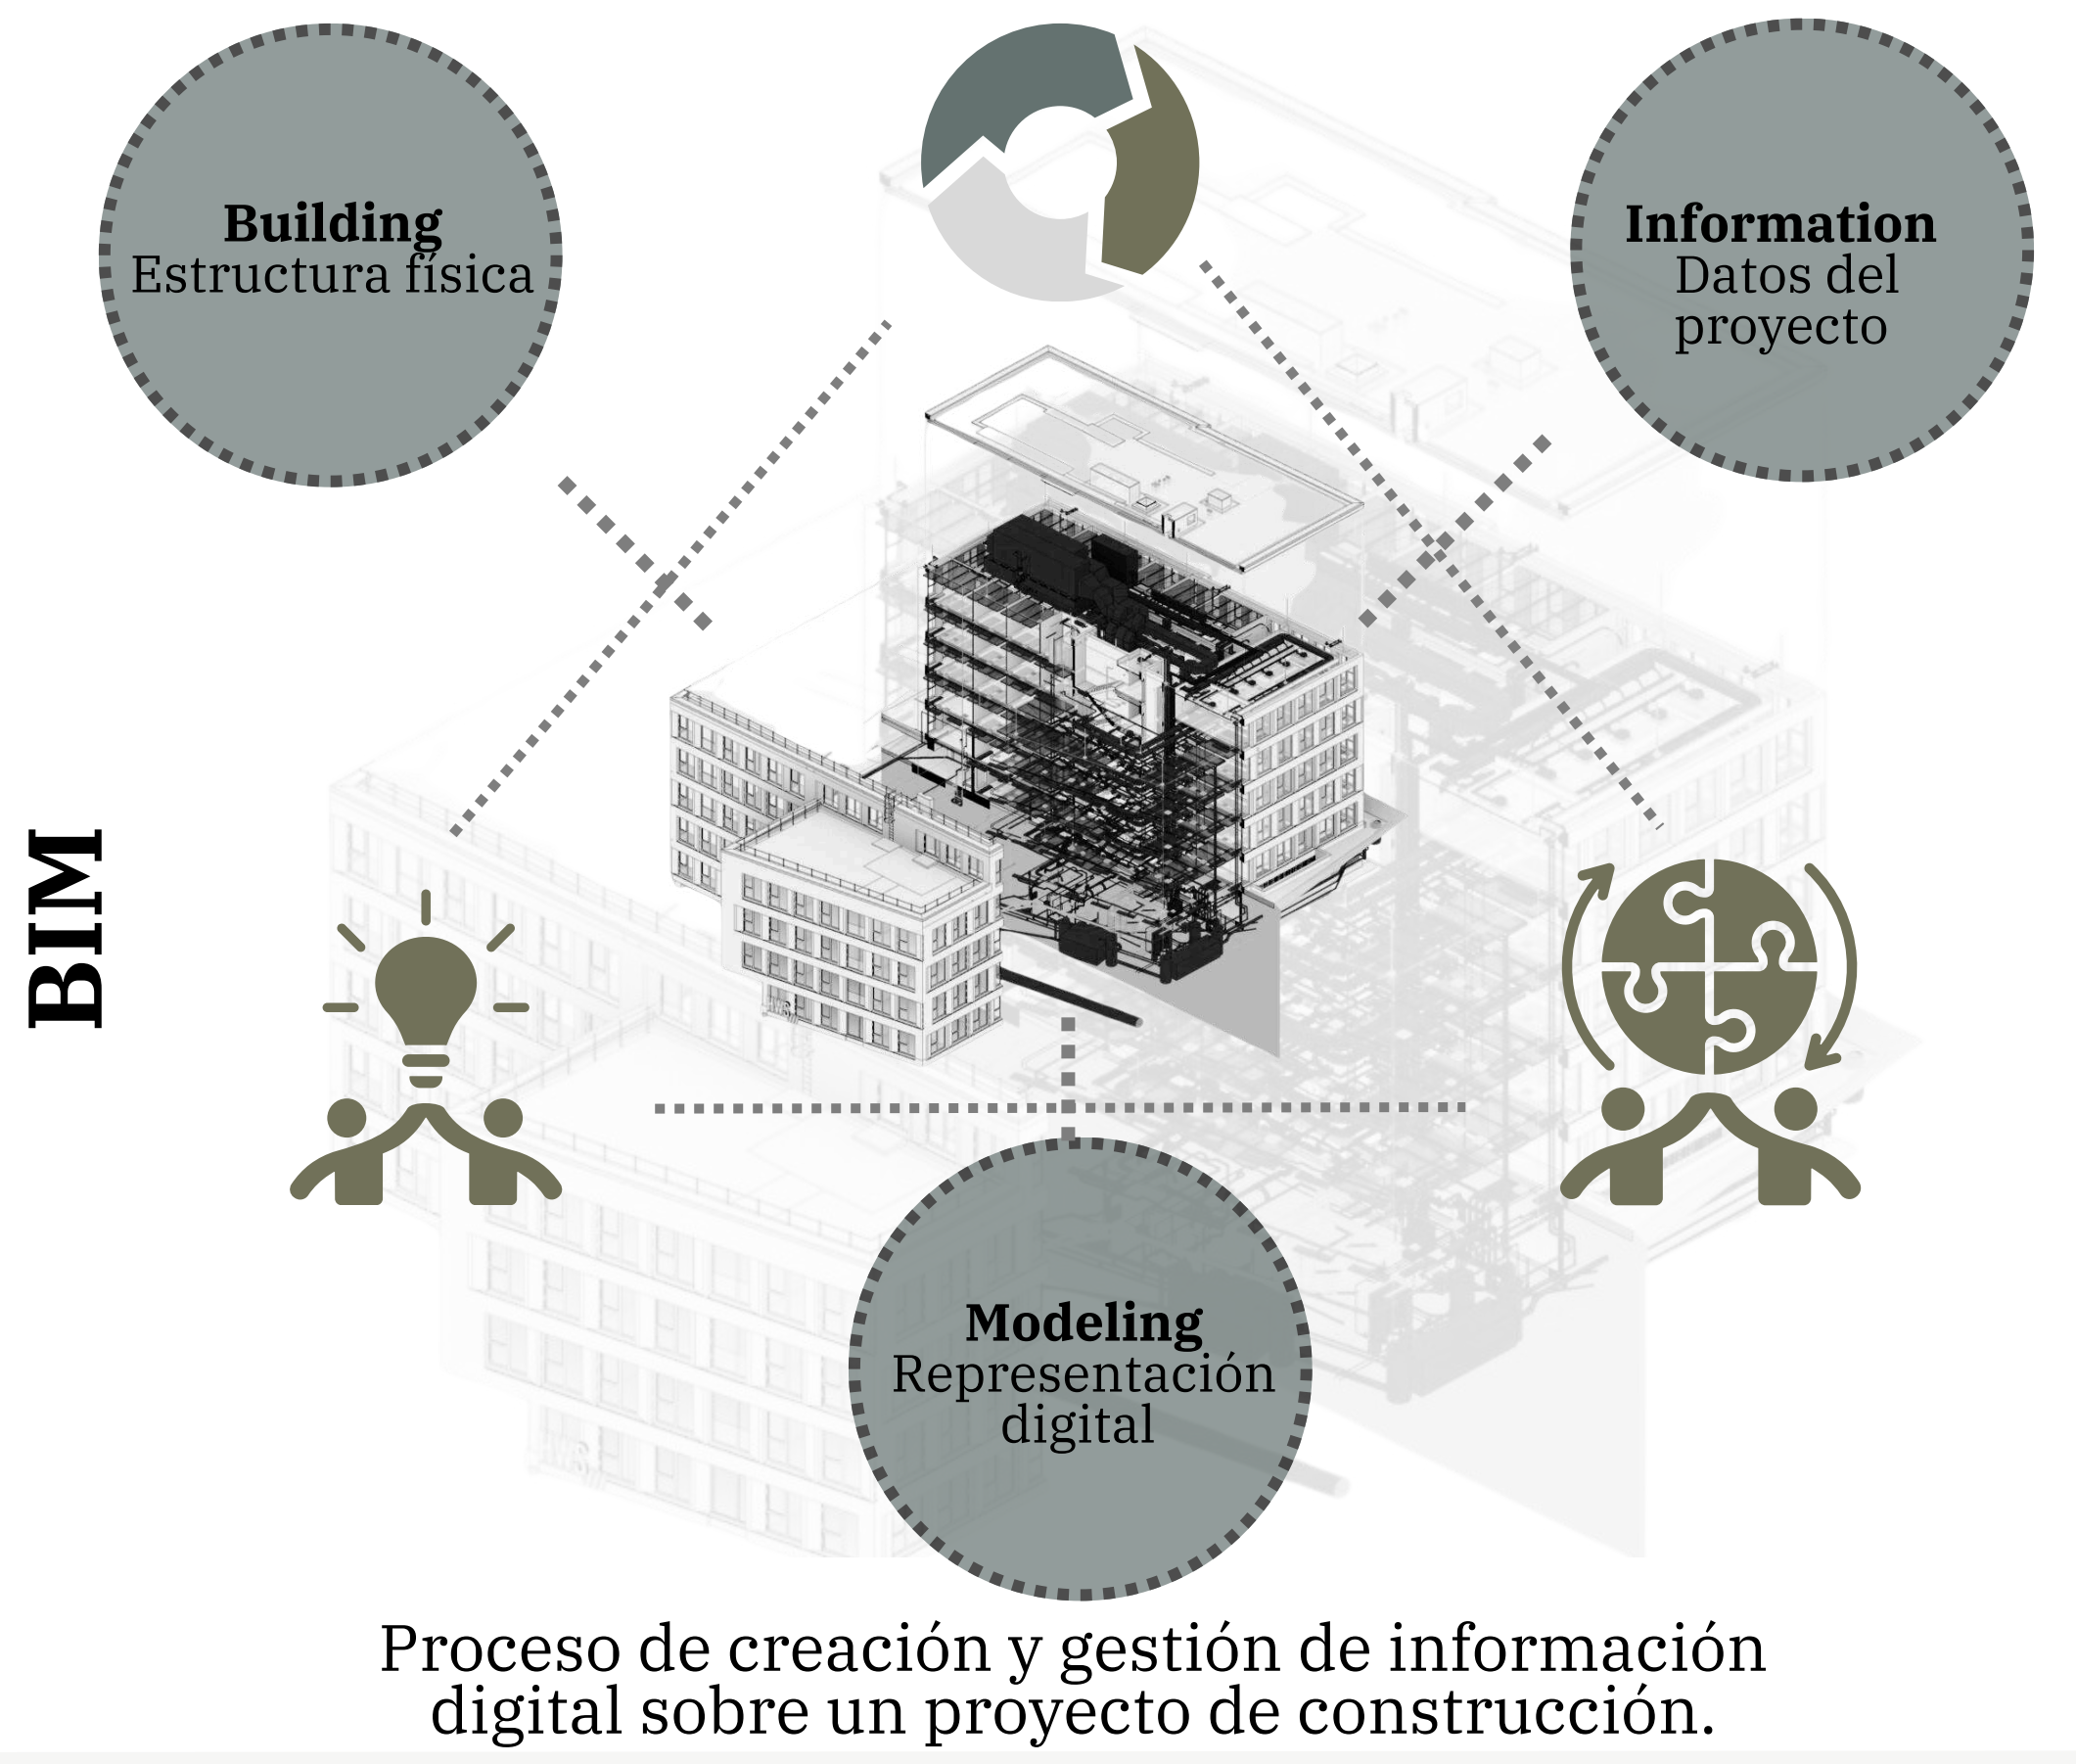 Building
Estructura física
Information
Datos del
proyecto
BIM
Modeling
Representación
digital
Proceso de creación y gestión de información
digital sobre un proyecto de construcción.